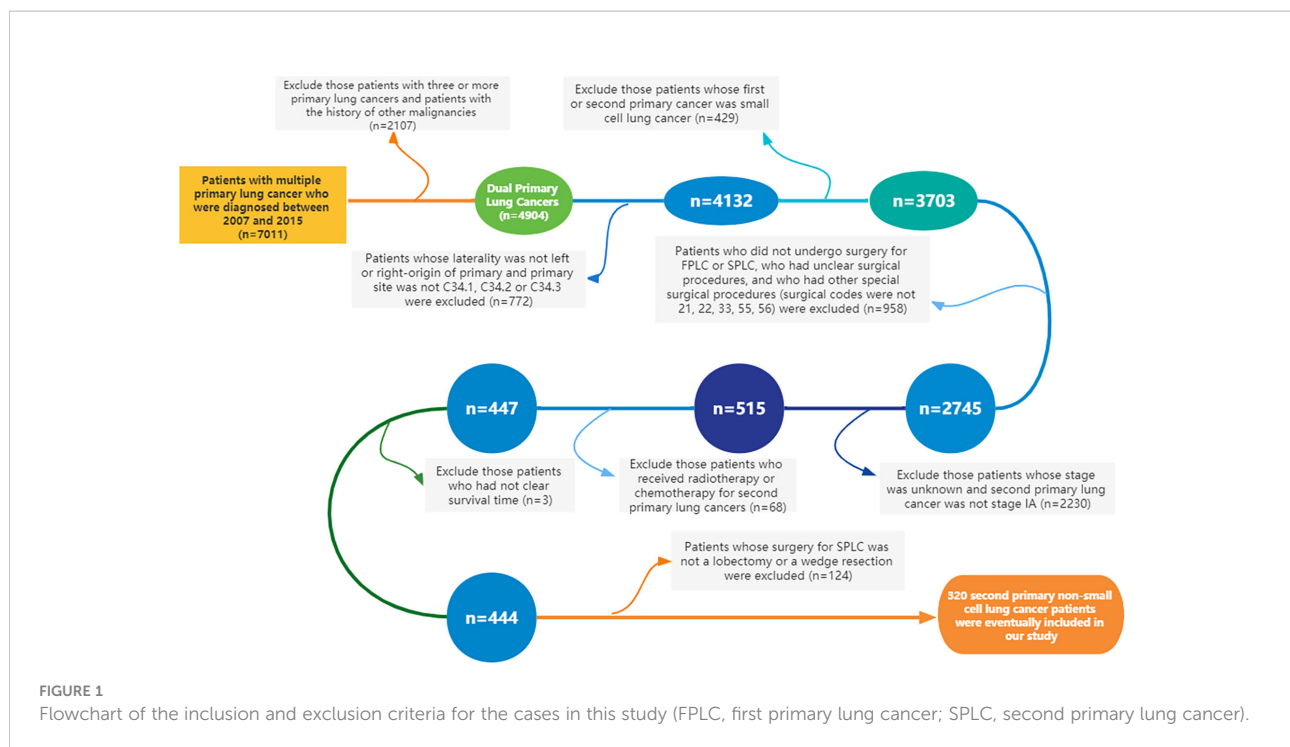 Exclude those patients with three or more
primary lung cancers and patients with
the history of other malignancies
(n=2107)
Exclude those patients whose first
or second primary cancer was small
cell lung cancer (n=429)
Patients with multiple
primary lung cancer who
were diagnosed between
2007 and 2015
(n=7011)
Dual Primary
Lung Cancers
(n=4904)
n=4132
n=3703
Patients whose laterality was not left
or right-origin of primary and primary
site was not C34.1, C34.2 or C34.3
were excluded (n=772)
Patients who did not undergo surgery for
FPLC or SPLC, who had unclear surgical
procedures, and who had other special
surgical procedures (surgical codes were not
21, 22, 33, 55, 56) were excluded (n=958)
n=447
n=515
n=2745
Exclude those patients
who had not clear
survival time (n=3)
Exclude those patients who
received radiotherapy or
chemotherapy for second
primary lung cancers (n=68)
Exclude those patients whose stage
was unknown and second primary lung
cancer was not stage IA (n=2230)
Patients whose surgery for SPLC was
not a lobectomy or a wedge resection
were excluded (n=124)
n=444
320 second primary non-small
cell lung cancer patients
were eventually included in
our study
FIGURE 1
Flowchart of the inclusion and exclusion criteria for the cases in this study (FPLC, first primary lung cancer; SPLC, second primary lung cancer).